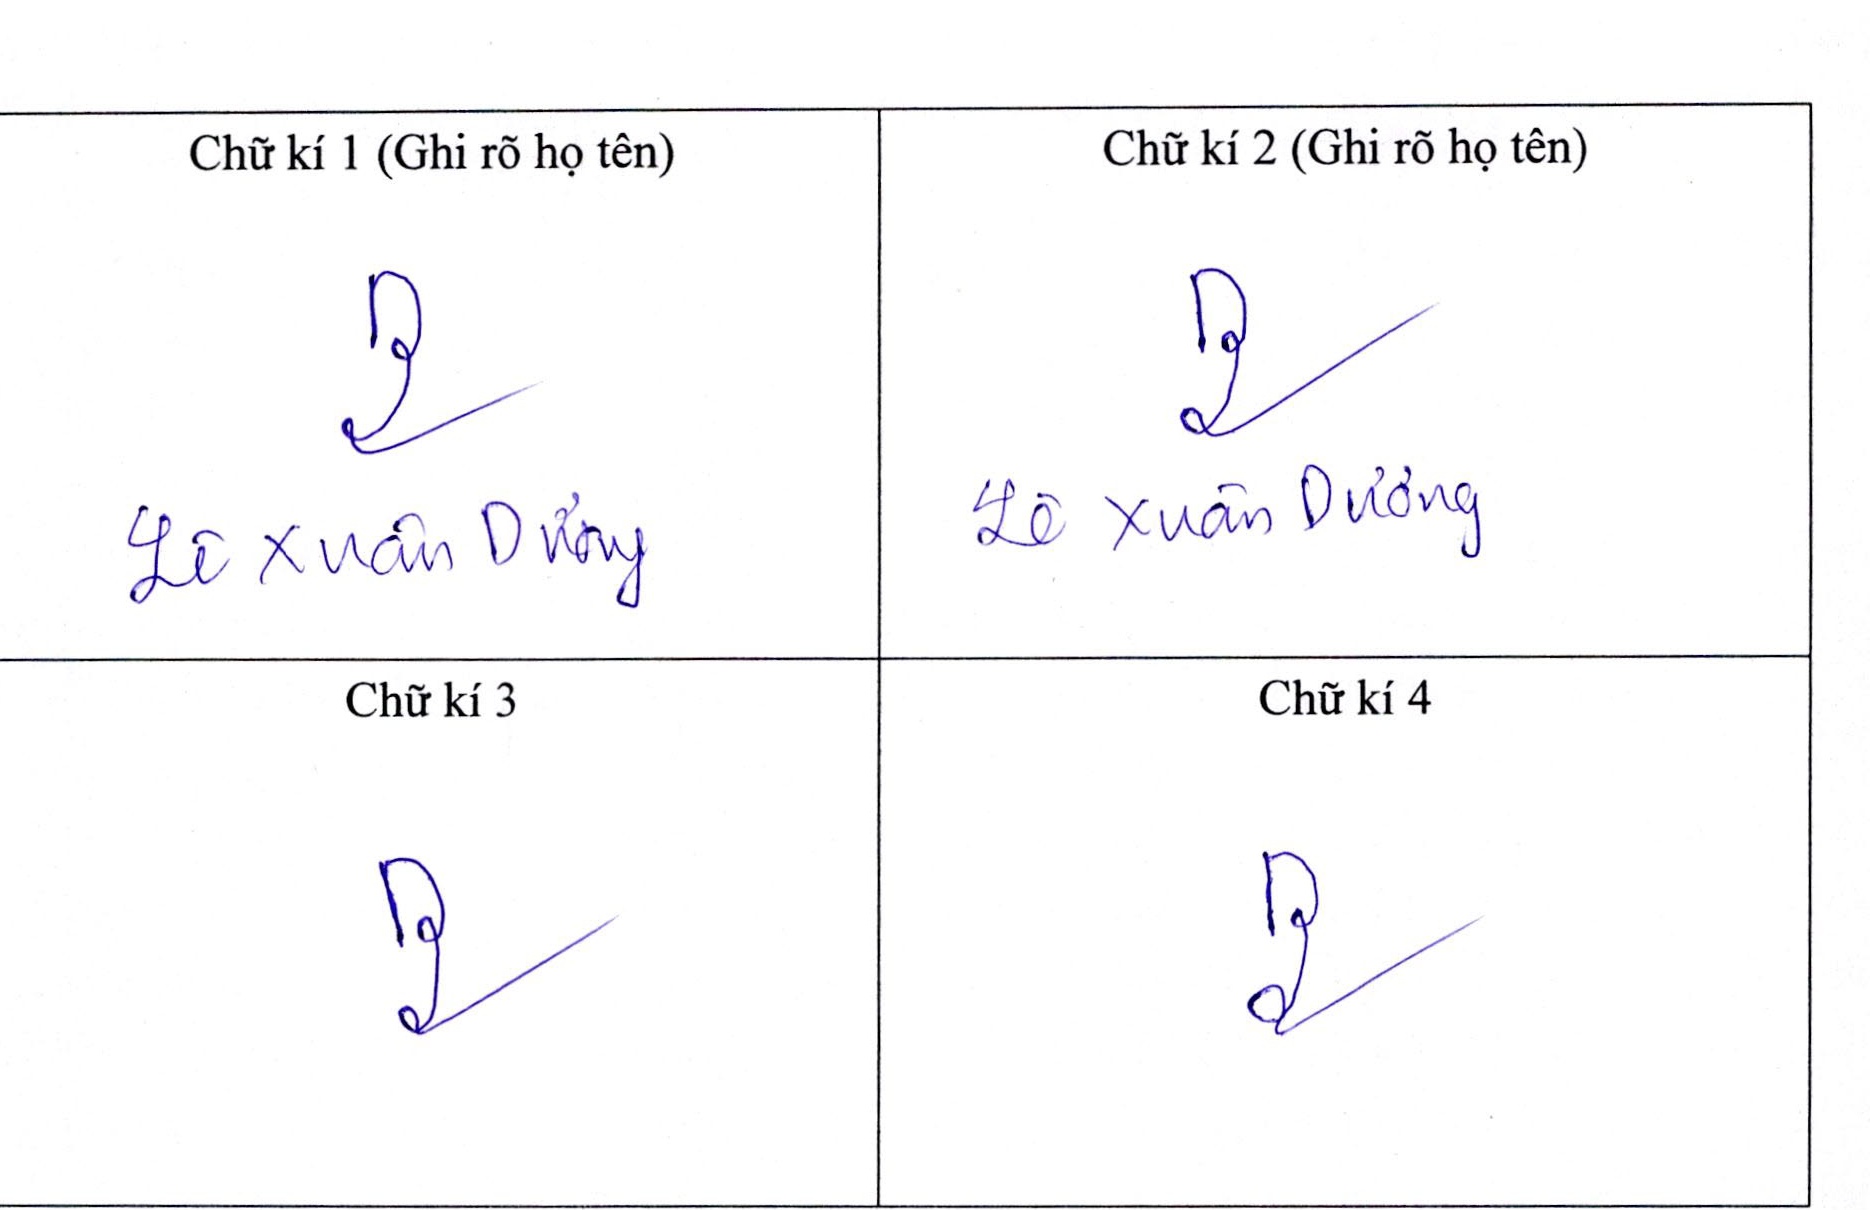 Chữ kí 1 (Ghi rõ họ tên)
Chữ kí 2 (Ghi rõ họ tên)
Lê Xuân Dương
Lê Xuân Dương
Chữ kí 3
Chữ kí 4